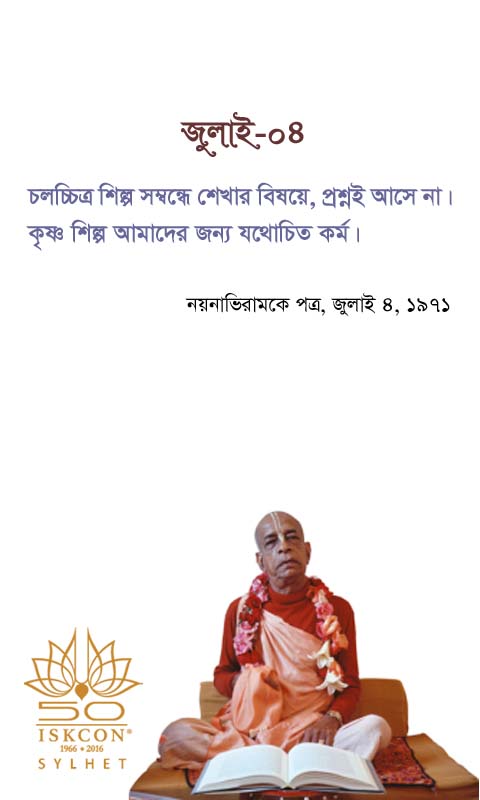 জুলাই-০৪
চলচ্চিত্র শিল্প সম্বন্ধে শেখার বিষয়ে, প্রশ্নই আসে না।
কৃষ্ণ শিল্প আমাদের জন্য যথোচিত কর্ম।
নয়নাভিরামকে পত্র, জুলাই ৪, ১৯৭১
50
ISKCON®
1966 • 2016
SYLHET